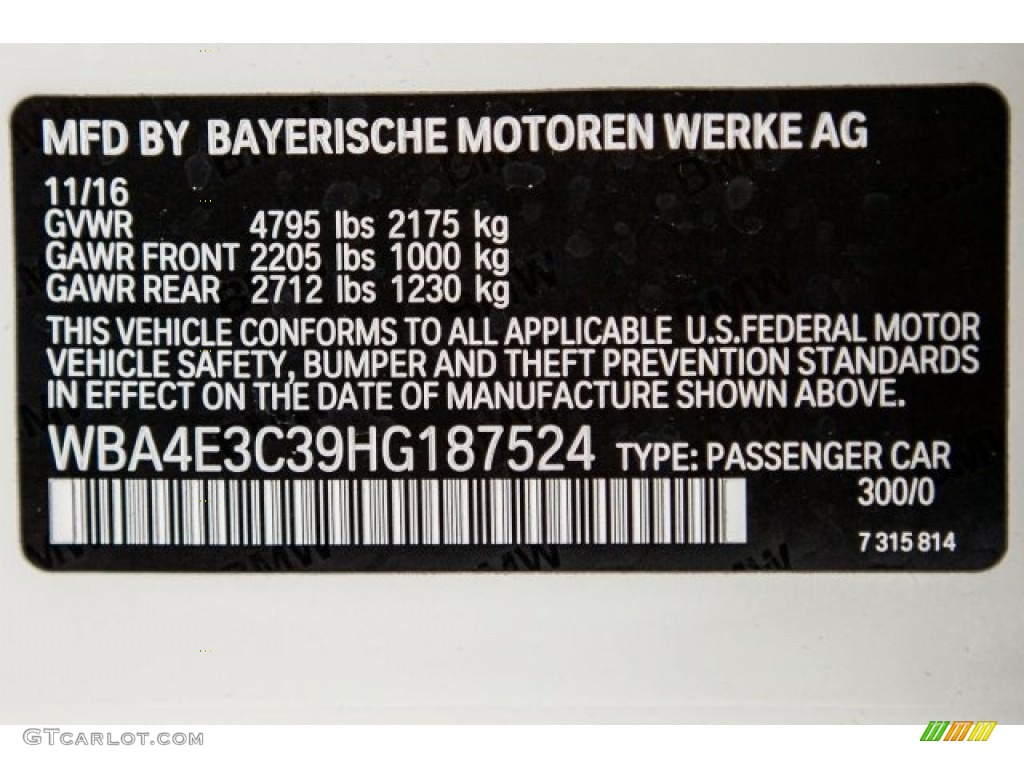 MFD BY BAYERISCHE MOTOREN WERKE AG
11/16
GVWR 4795 lbs 2175 kg
GAWR FRONT 2205 lbs 1000 kg
GAWR REAR 2712 lbs 1230 kg
THIS VEHICLE CONFORMS TO ALL APPLICABLE U.S.FEDERAL MOTOR
VEHICLE SAFETY, BUMPER AND THEFT PREVENTION STANDARDS
IN EFFECT ON THE DATE OF MANUFACTURE SHOWN ABOVE.
WBA4E3C39HG187524 TYPE: PASSENGER CAR
300/0
7 315 814
GTCARLOT.COM